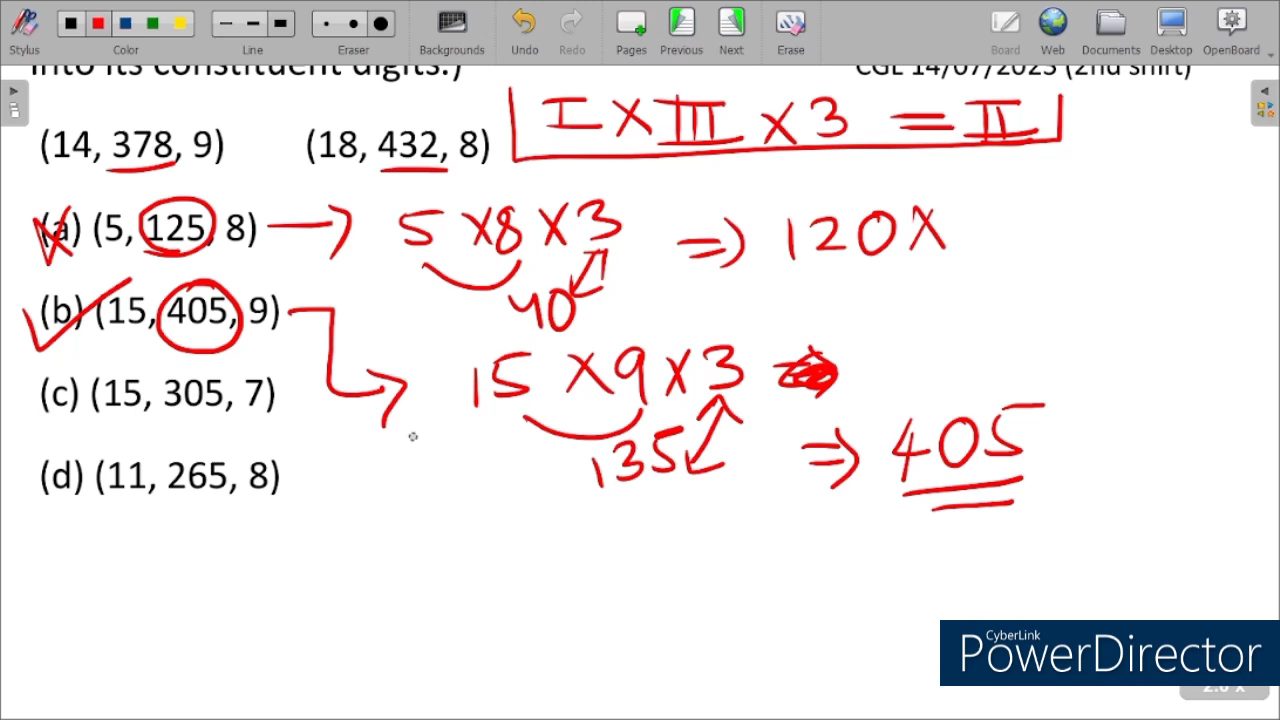 Stylus Color Line Eraser Backgrounds Undo Redo Pages Previous Next Erase Board Web Documents Desktop OpenBoard
into its constituent digits.) CGL 14/07/2023 (2nd shift)
(14, 378, 9) (18, 432, 8) I × III × 3 = II
(a) (5, 125, 8) → 5 × 8 × 3 ⇒ 120 ×
40
(b) (15, 405, 9)
15 × 9 × 3
(c) (15, 305, 7)
135 ⇒ 405
(d) (11, 265, 8)
CyberLink
PowerDirector
2.0 x